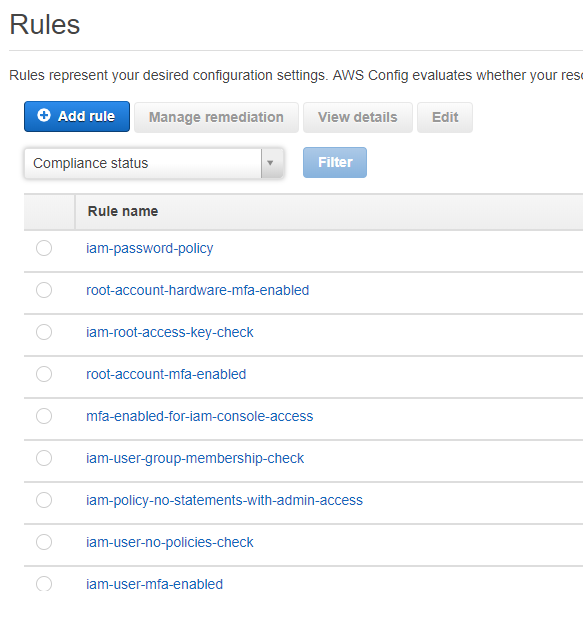 Rules
Rules represent your desired configuration settings. AWS Config evaluates whether your res
Add rule
Manage remediation
View details
Edit
Compliance status
Filter
Rule name
iam-password-policy
root-account-hardware-mfa-enabled
iam-root-access-key-check
root-account-mfa-enabled
mfa-enabled-for-iam-console-access
iam-user-group-membership-check
iam-policy-no-statements-with-admin-access
iam-user-no-policies-check
iam-user-mfa-enabled